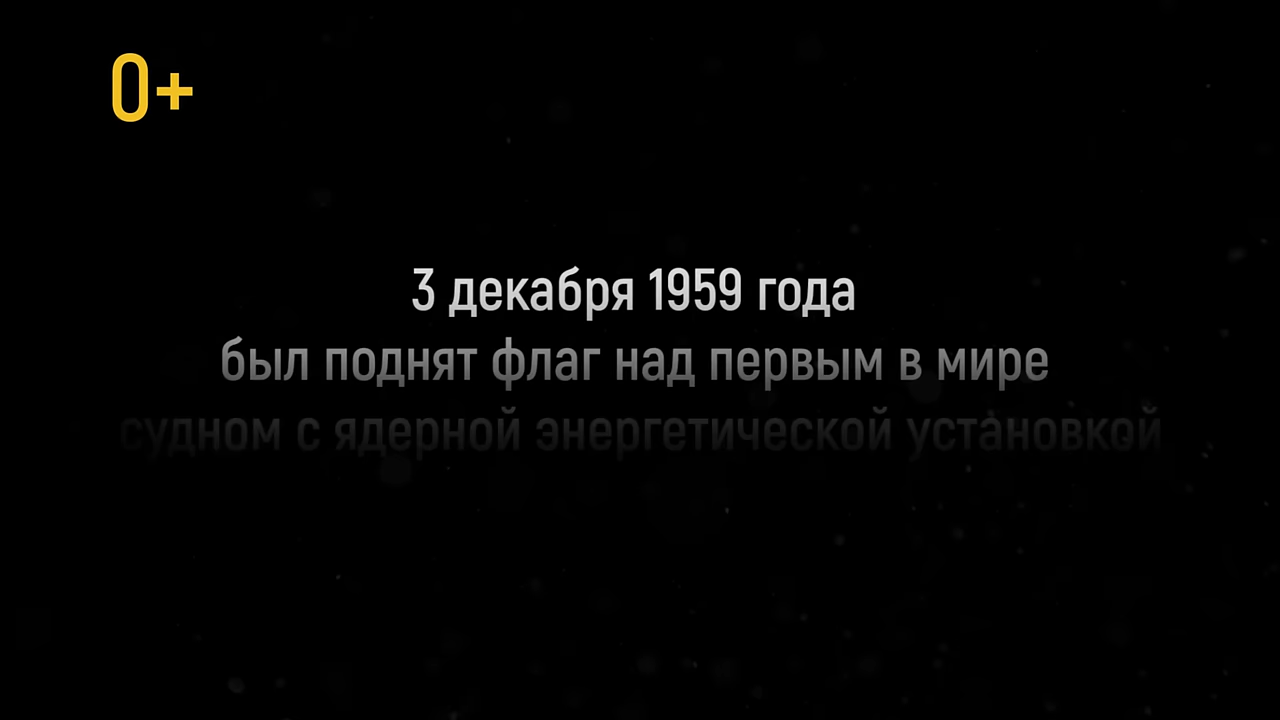 0+
3 декабря 1959 года
был поднят флаг над первым в мире
судном с ядерной энергетической установкой